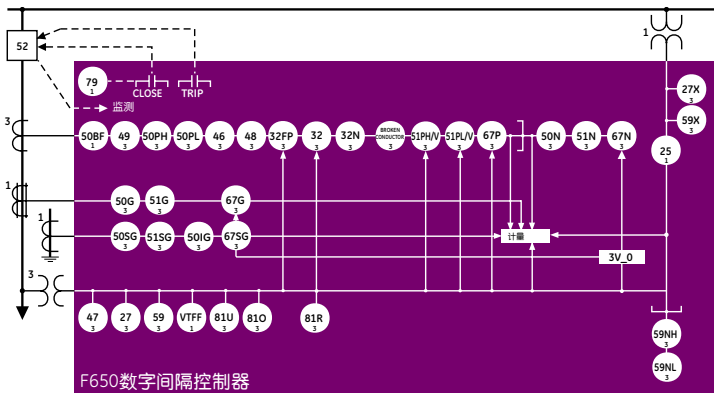 1
52
79
1
CLOSE
TRIP
监测
27X
3
59X
3
3
50BF
1
49
3
50PH
3
50PL
3
46
3
48
3
32FP
3
32
3
32N
3
BROKEN
CONDUCTOR
3
51PH/V
3
51PL/V
3
67P
3
50N
3
51N
3
67N
3
25
1
1
50G
3
51G
3
67G
3
1
50SG
3
51SG
3
50IG
3
67SG
3
计量
3V_0
3
47
3
27
3
59
3
VTFF
1
81U
3
81O
3
81R
3
59NH
3
59NL
3
F650数字间隔控制器